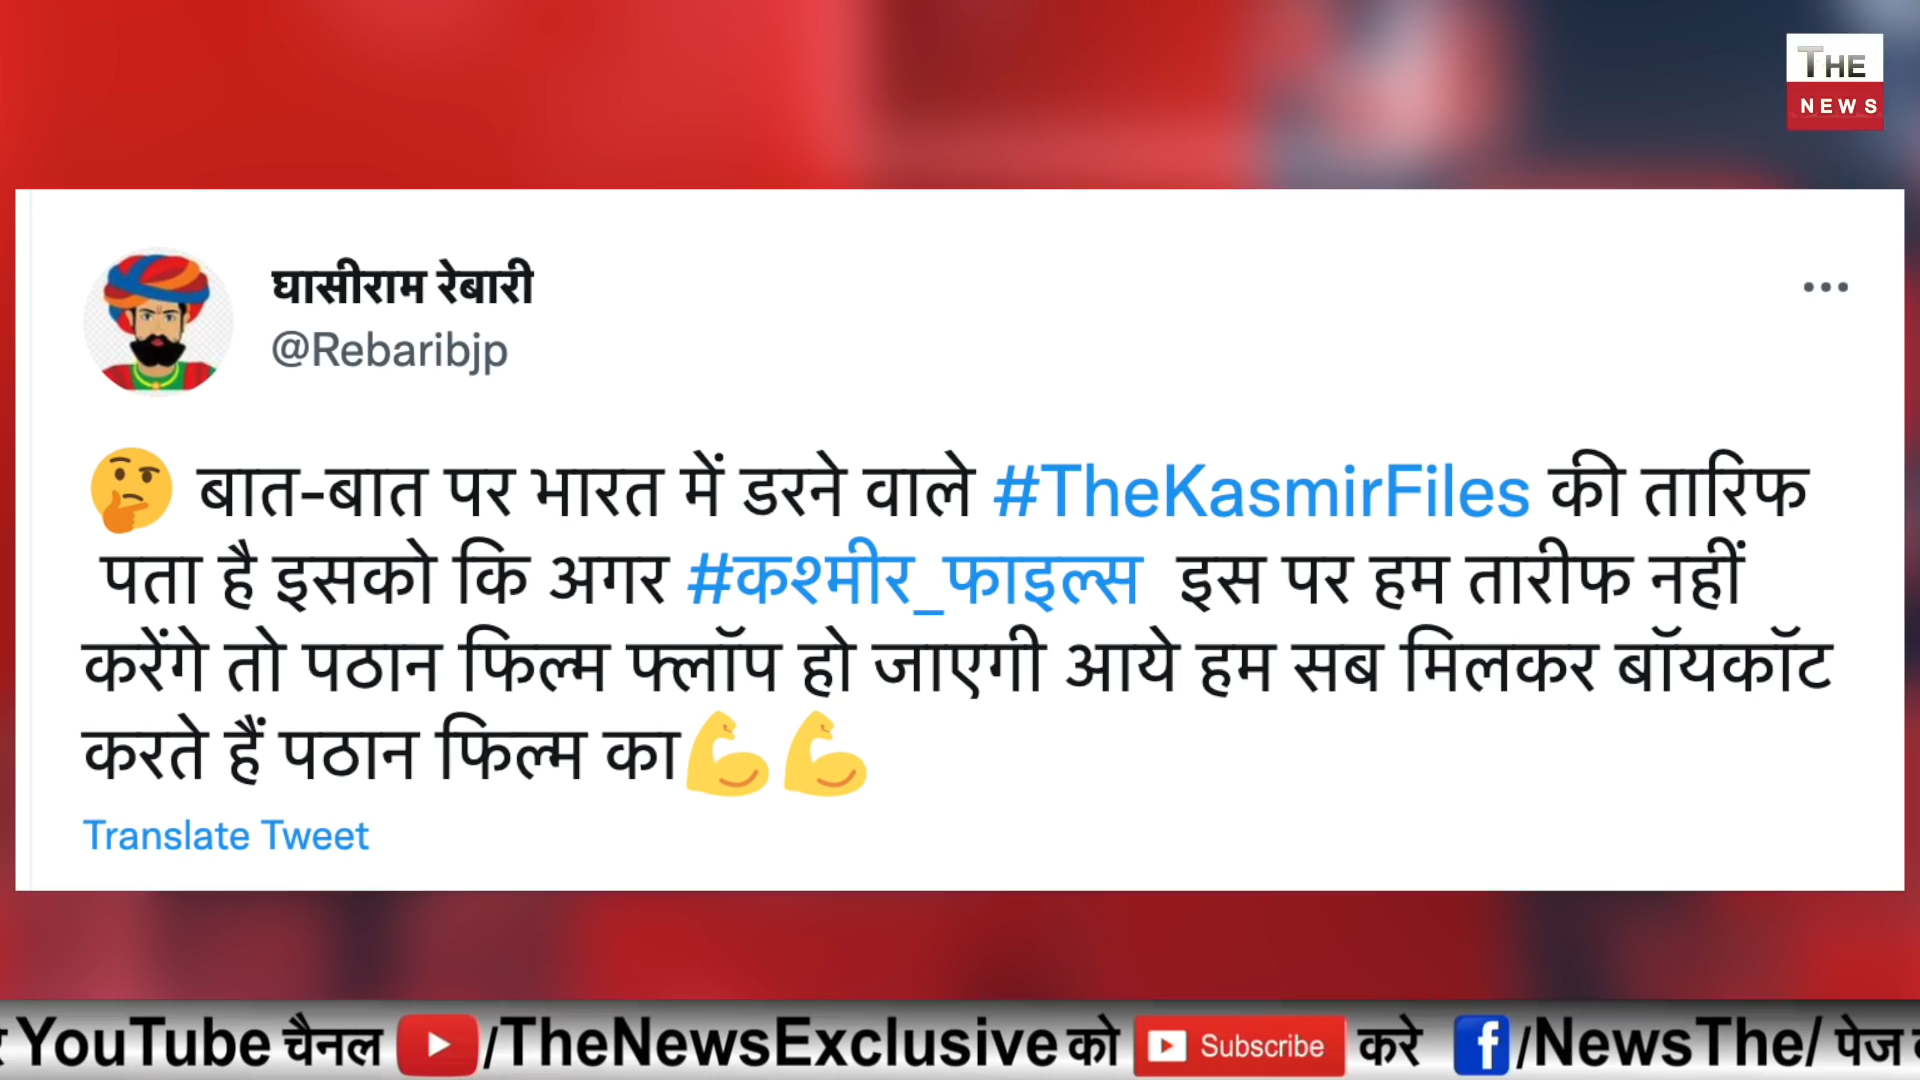 THE
NEWS
घासीराम रेबारी
@Rebaribjp
🤔 बात-बात पर भारत में डरने वाले #TheKasmirFiles की तारिफ
पता है इसको कि अगर #कश्मीर_फाइल्स इस पर हम तारीफ नहीं
करेंगे तो पठान फिल्म फ्लॉप हो जाएगी आये हम सब मिलकर बॉयकॉट
करते हैं पठान फिल्म का💪💪
Translate Tweet
YouTube चैनल /TheNewsExclusive को Subscribe करे f/NewsThe/ पेज